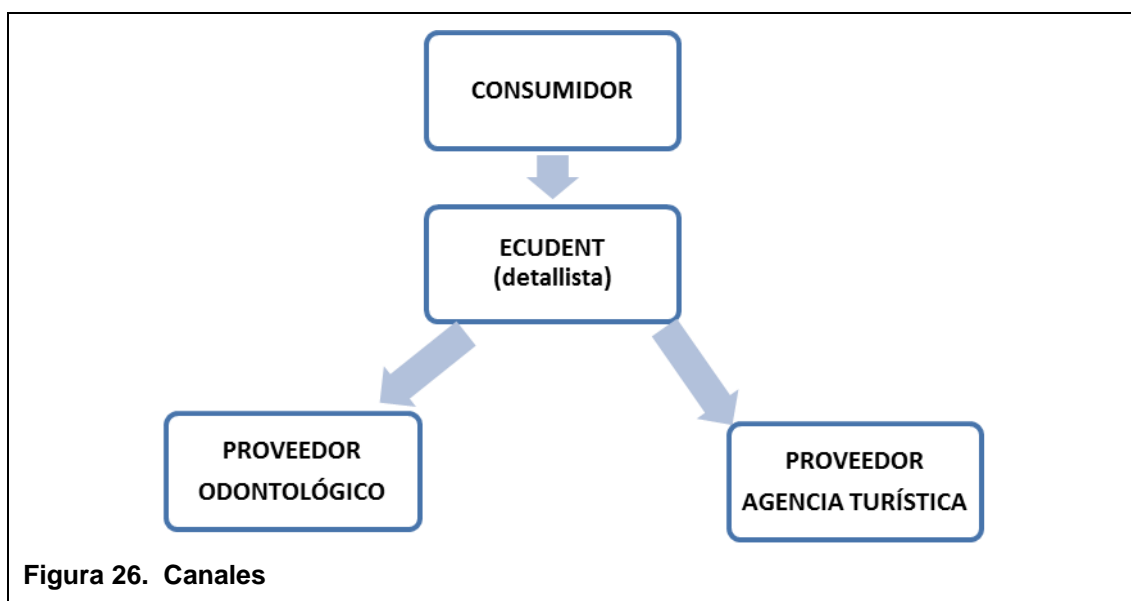 CONSUMIDOR
ECUDENT
(detallista)
PROVEEDOR
ODONTOLÓGICO
PROVEEDOR
AGENCIA TURÍSTICA
Figura 26. Canales